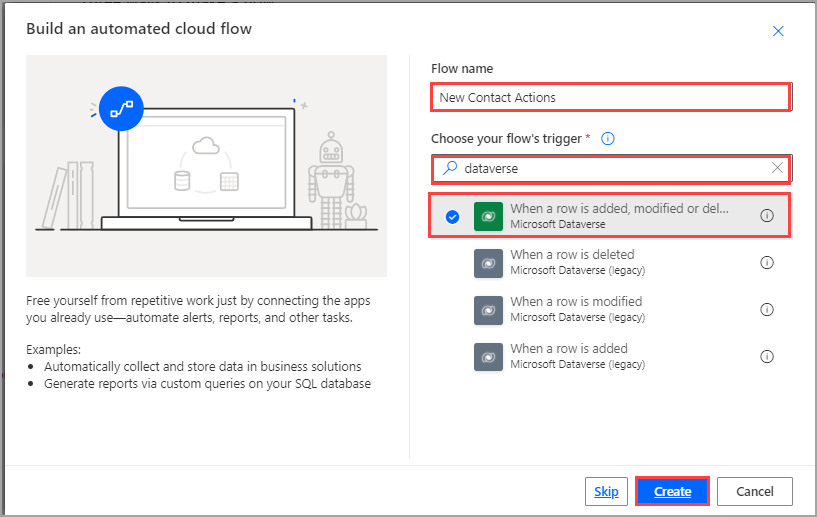 Build an automated cloud flow
Flow name
New Contact Actions
Choose your flow's trigger *
dataverse
When a row is added, modified or del...
Microsoft Dataverse
When a row is deleted
Microsoft Dataverse (legacy)
When a row is modified
Microsoft Dataverse (legacy)
When a row is added
Microsoft Dataverse (legacy)
Free yourself from repetitive work just by connecting the apps
you already use—automate alerts, reports, and other tasks.
Examples:
• Automatically collect and store data in business solutions
• Generate reports via custom queries on your SQL database
Skip
Create
Cancel